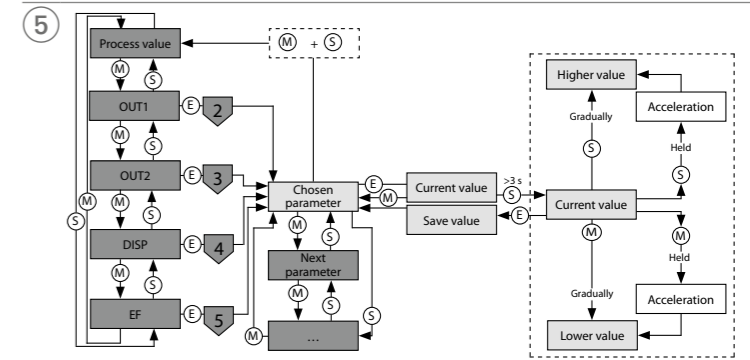 5
Process value
M + S
M
S
OUT1
E
2
M
S
OUT2
E
3
M
M
S
S
DISP
E
4
M
S
EF
E
5
Chosen
parameter
M
S
Next
parameter
M
S
M
...
S
E
M
Current value
>3 s
S
Save value
E
Higher value
Gradually
S
Acceleration
Held
S
Current value
M
M
Held
Gradually
Acceleration
Lower value